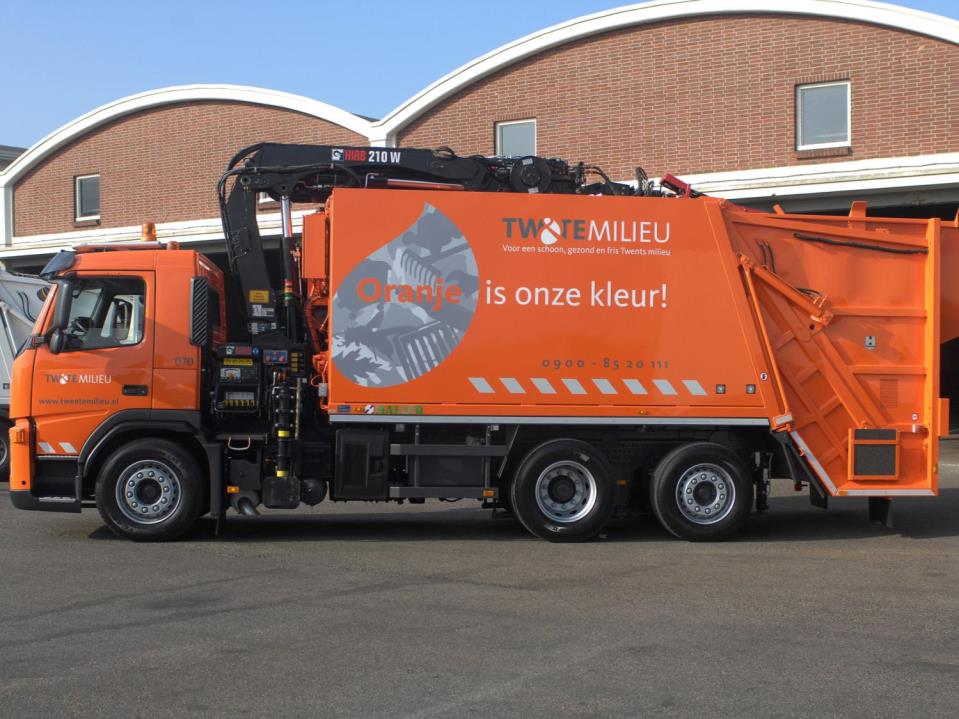 HIAB 210 W
TWENTEMILIEU
Voor een schoon, gezond en fris Twents milieu
Oranje is onze kleur!
0900 - 85 20 111
070
TWENTEMILIEU
www.twentemilieu.nl
HALLER